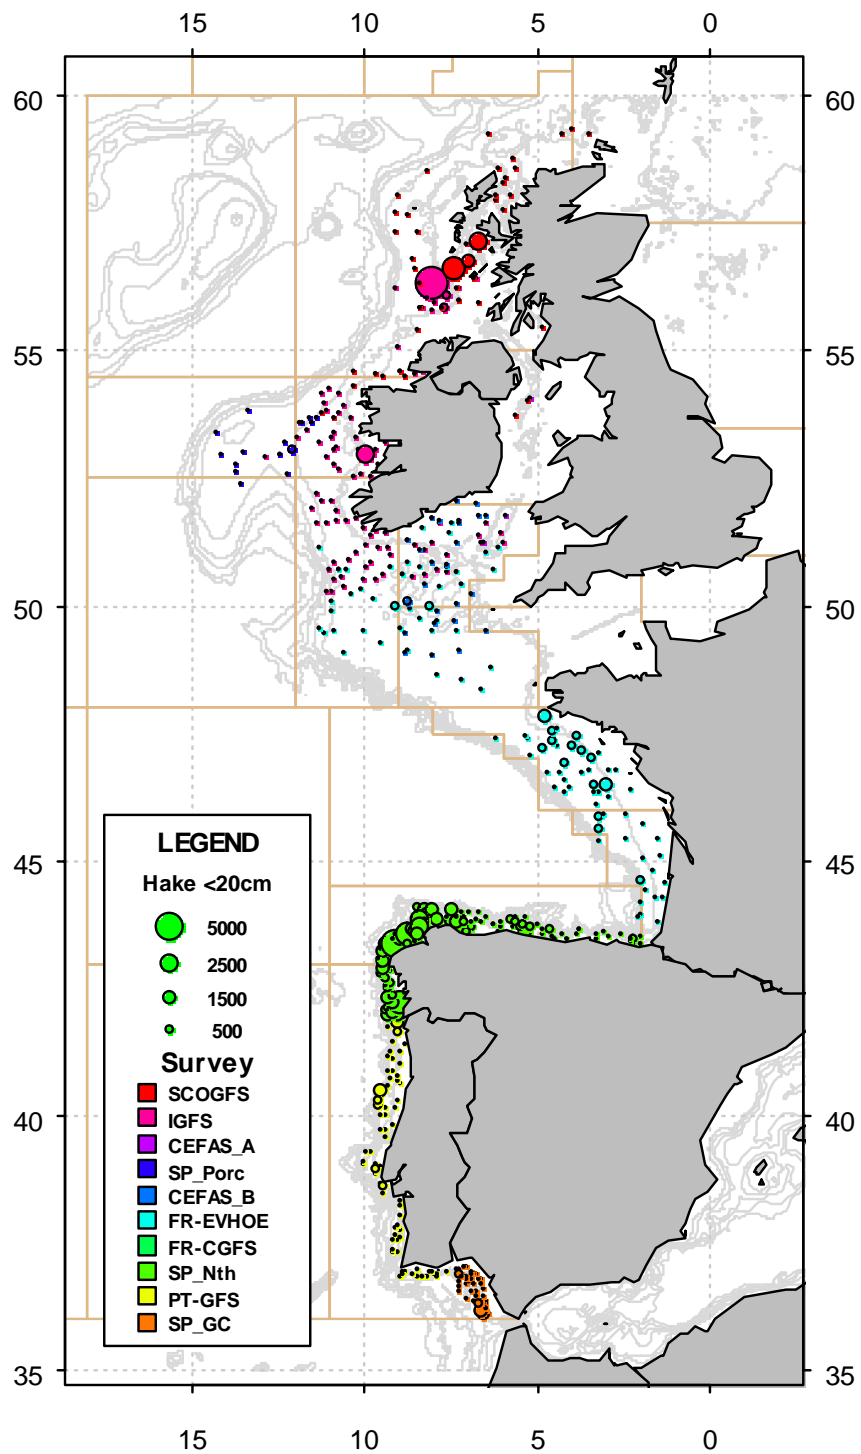 15 10 5 0
60 60
55 55
50 50
45 45
LEGEND
Hake <20cm
5000
2500
1500
500
Survey
SCOGFS
IGFS
40 40
CEFAS_A
SP_Porc
CEFAS_B
FR-EVHOE
FR-CGFS
SP_Nth
PT-GFS
SP_GC
35 35
15 10 5 0